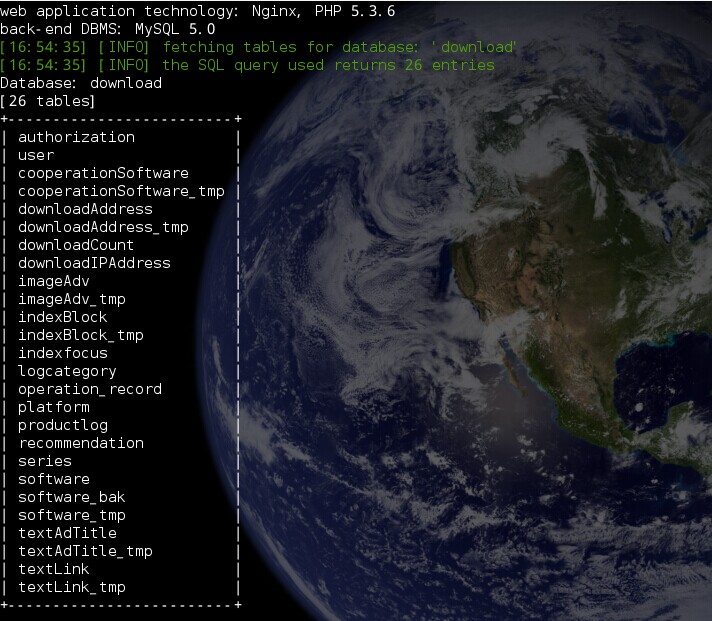 web application technology: Nginx, PHP 5.3.6
back-end DBMS: MySQL 5.0
[16:54:35] [INFO] fetching tables for database: 'download'
[16:54:35] [INFO] the SQL query used returns 26 entries
Database: download
[26 tables]
+-------------------------+
| authorization |
| user |
| cooperationSoftware |
| cooperationSoftware_tmp |
| downloadAddress |
| downloadAddress_tmp |
| downloadCount |
| downloadIPAddress |
| imageAdv |
| imageAdv_tmp |
| indexBlock |
| indexBlock_tmp |
| indexfocus |
| logcategory |
| operation_record |
| platform |
| productlog |
| recommendation |
| series |
| software |
| software_bak |
| software_tmp |
| textAdTitle |
| textAdTitle_tmp |
| textLink |
| textLink_tmp |
+-------------------------+